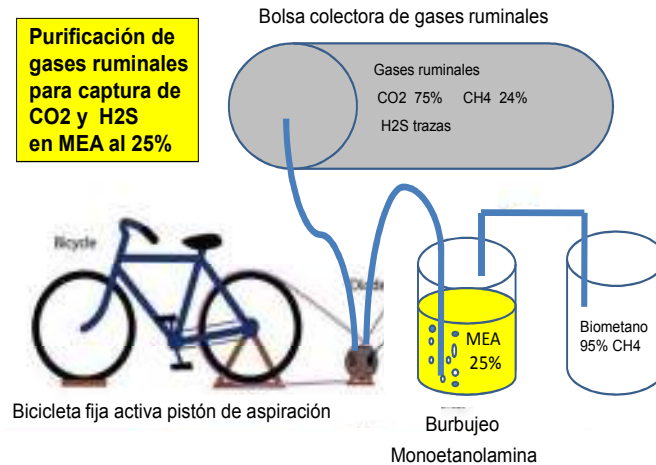 Bolsa colectora de gases ruminales
Purificación de
gases ruminales
para captura de
CO2 y H2S
en MEA al 25%
Gases ruminales
CO2 75% CH4 24%
H2S trazas
Bicycle
MEA
25%
Biometano
95% CH4
Bicicleta fija activa pistón de aspiración
Burbujeo
Monoetanolamina